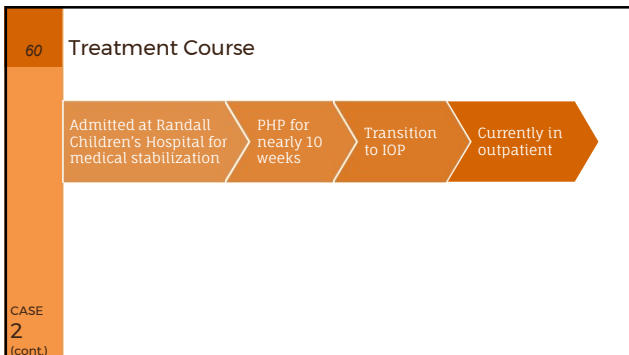 60
Treatment Course
Admitted at Randall
Children's Hospital for
medical stabilization
PHP for
nearly 10
weeks
Transition
to IOP
Currently in
outpatient
CASE
2
(cont.)